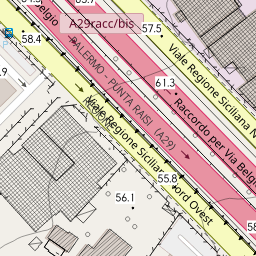 Belgio
A29racc/bis
57.5
58.4
Viale Regione Siciliana N
61.3
PALERMO - PUNTA RAISI (A29)
Raccordo per Via Belg
Viale Regione Siciliana Nord Ovest
56.1
55.8
58